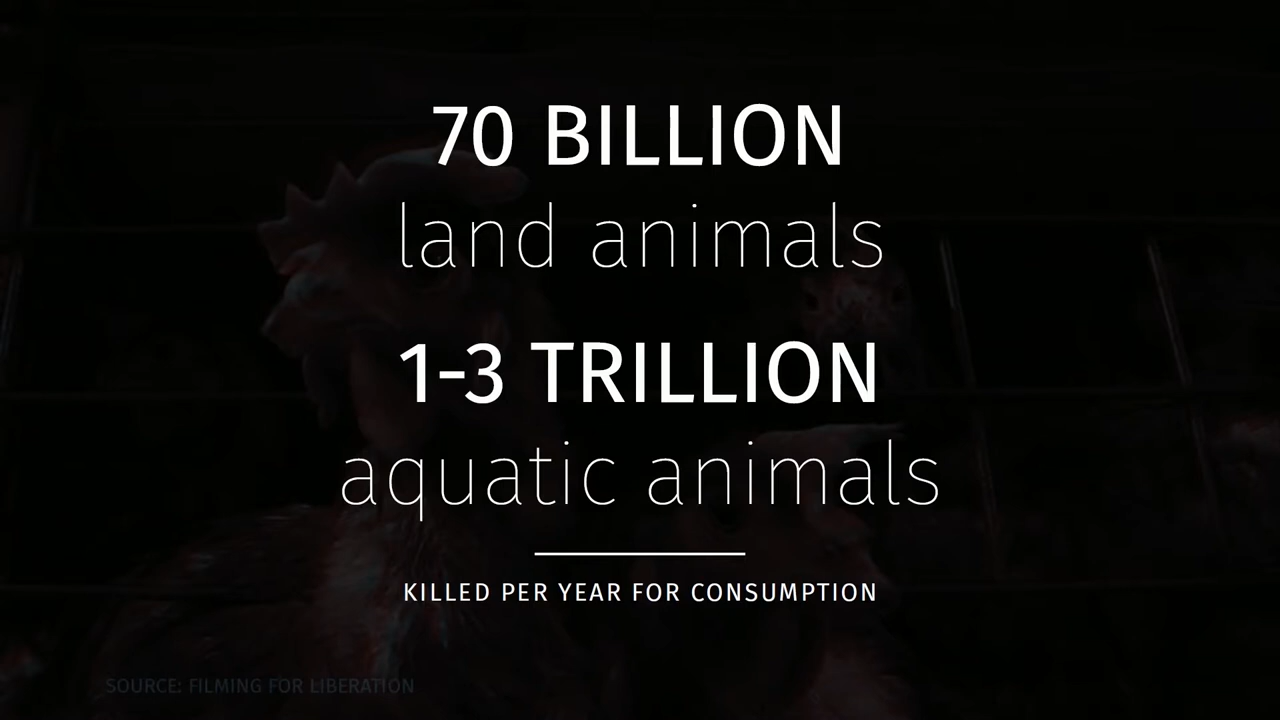 70 BILLION
land animals
1-3 TRILLION
aquatic animals
KILLED PER YEAR FOR CONSUMPTION
SOURCE: FILMING FOR LIBERATION